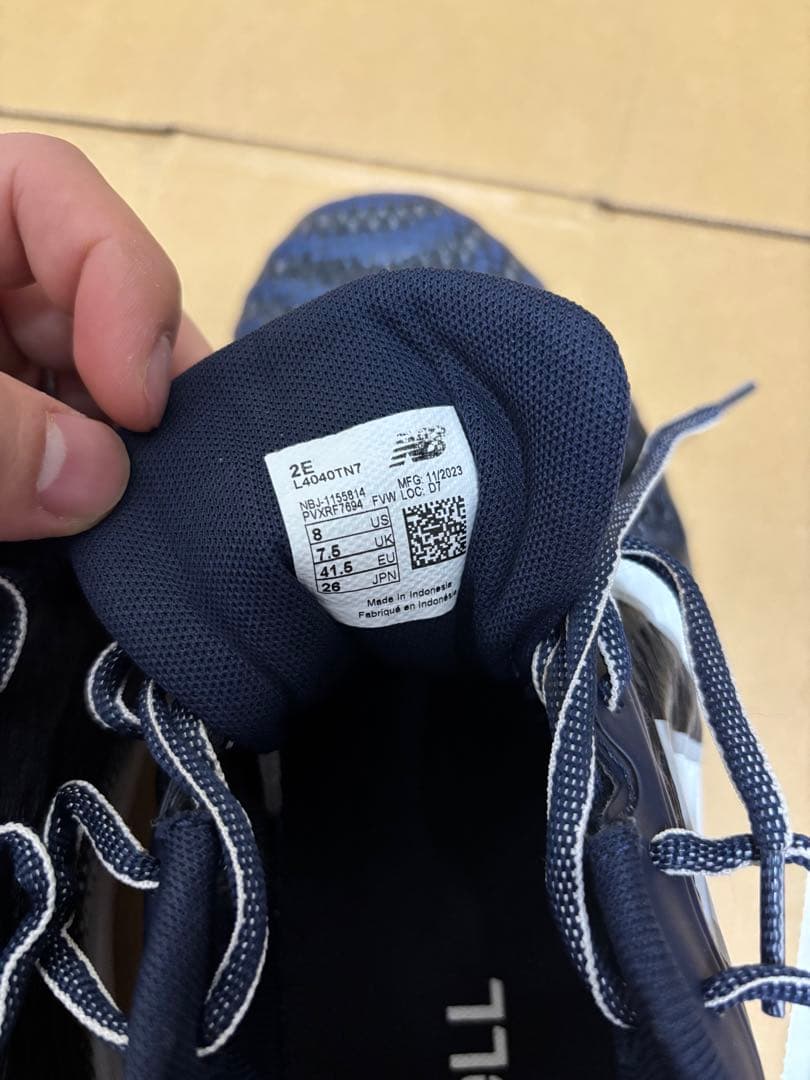 2E
L4040TN7
NBJ-1155814
PVXRF7694 FVW
MFG: 11/2023
LOC: D7
8 US
7.5 UK
41.5 EU
26 JPN
Made in Indonesia
Fabriqué en Indonésie
NB